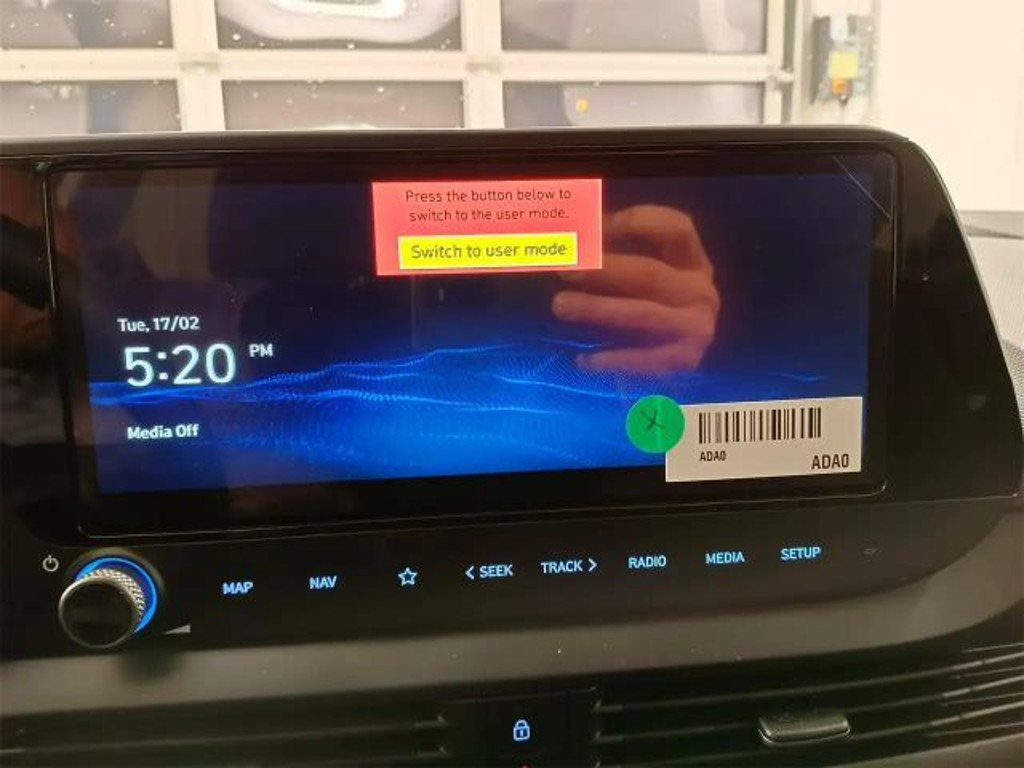 Press the button below to
switch to the user mode.
Switch to user mode
Tue, 17/02
5:20 PM
Media Off
ADA0
ADA0
MAP
NAV
< SEEK
TRACK >
RADIO
MEDIA
SETUP